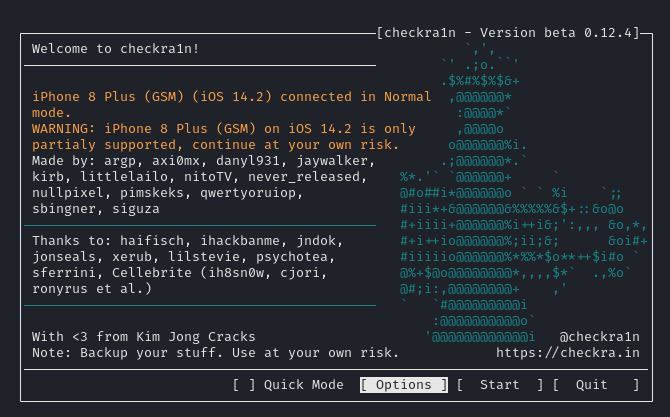 [checkra1n - Version beta 0.12.4]
Welcome to checkra1n!
iPhone 8 Plus (GSM) (iOS 14.2) connected in Normal
mode.
WARNING: iPhone 8 Plus (GSM) on iOS 14.2 is only
partialy supported, continue at your own risk.
Made by: argp, axi0mx, danyl931, jaywalker,
kirb, littlelailo, nitoTV, never_released,
nullpixel, pimskeks, qwertyoruiop,
sbingner, siguza
Thanks to: haifisch, ihackbanme, jndok,
jonseals, xerub, lilstevie, psychotea,
sferrini, Cellebrite (ih8sn0w, cjori,
ronyrus et al.)
With <3 from Kim Jong Cracks @checkra1n
Note: Backup your stuff. Use at your own risk. https://checkra.in
[ ] Quick Mode [ Options ] [ Start ] [ Quit ]